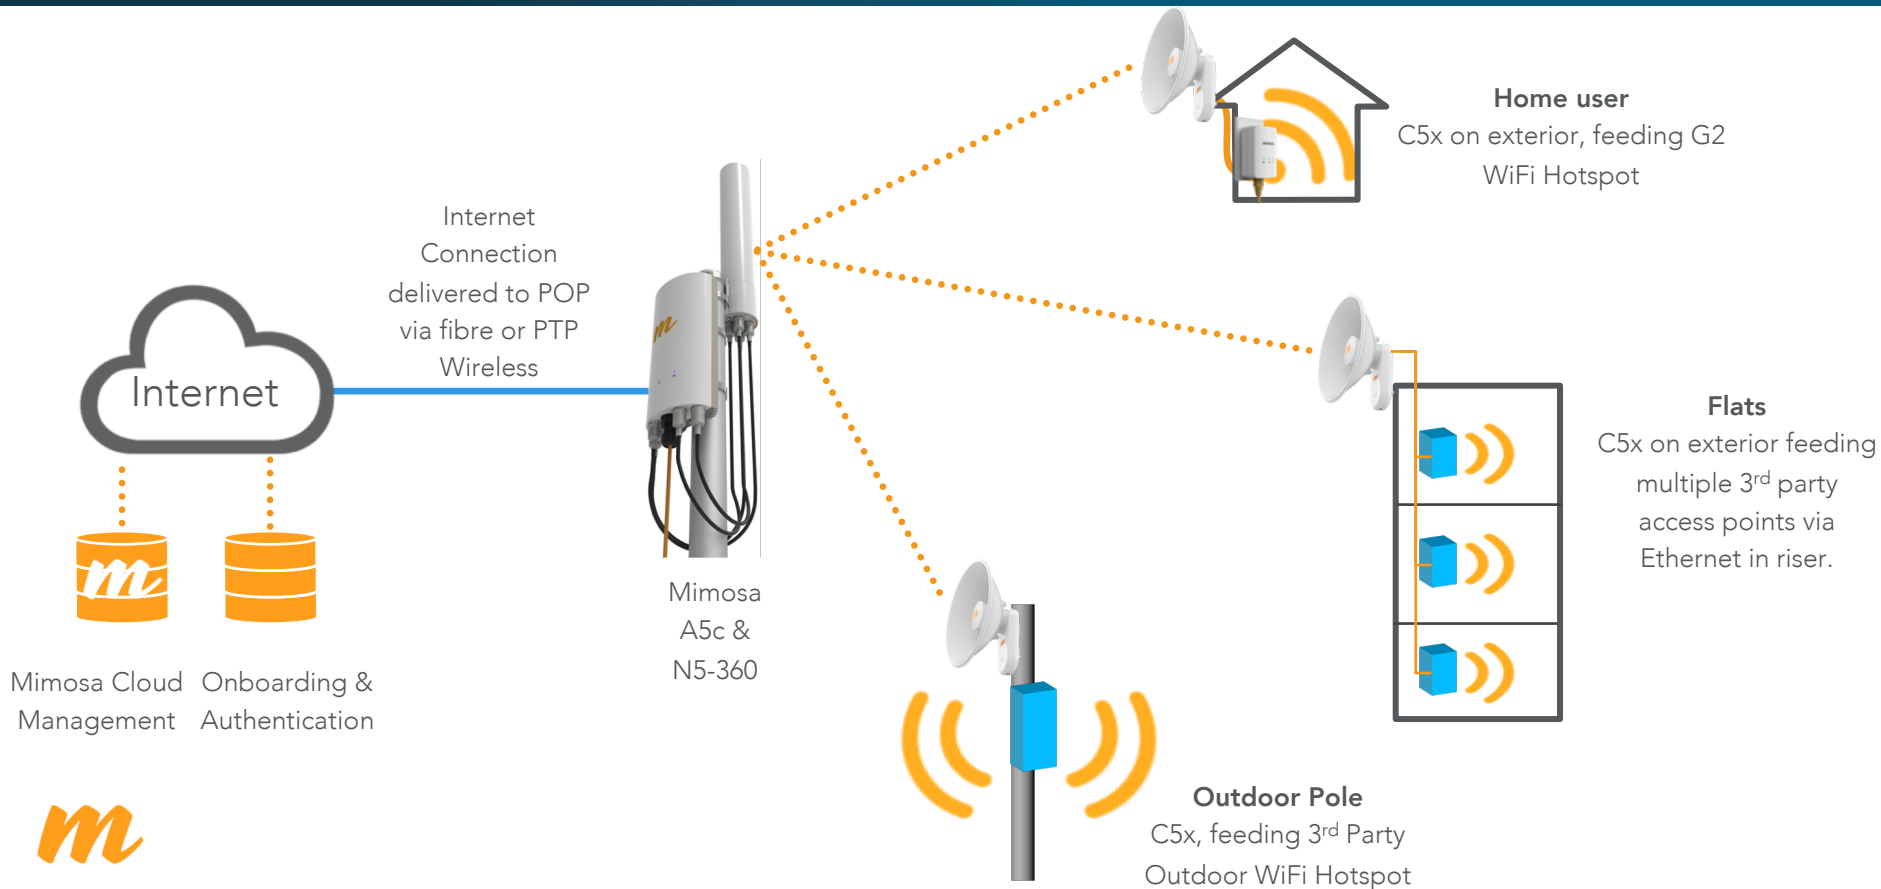 Home user
C5x on exterior, feeding G2
WiFi Hotspot
Internet
Connection
delivered to POP
via fibre or PTP
Wireless
Internet
Flats
C5x on exterior feeding
multiple 3rd party
access points via
Ethernet in riser.
Mimosa
A5c &
N5-360
m
m
Mimosa Cloud
Management
Onboarding &
Authentication
Outdoor Pole
C5x, feeding 3rd Party
Outdoor WiFi Hotspot
m